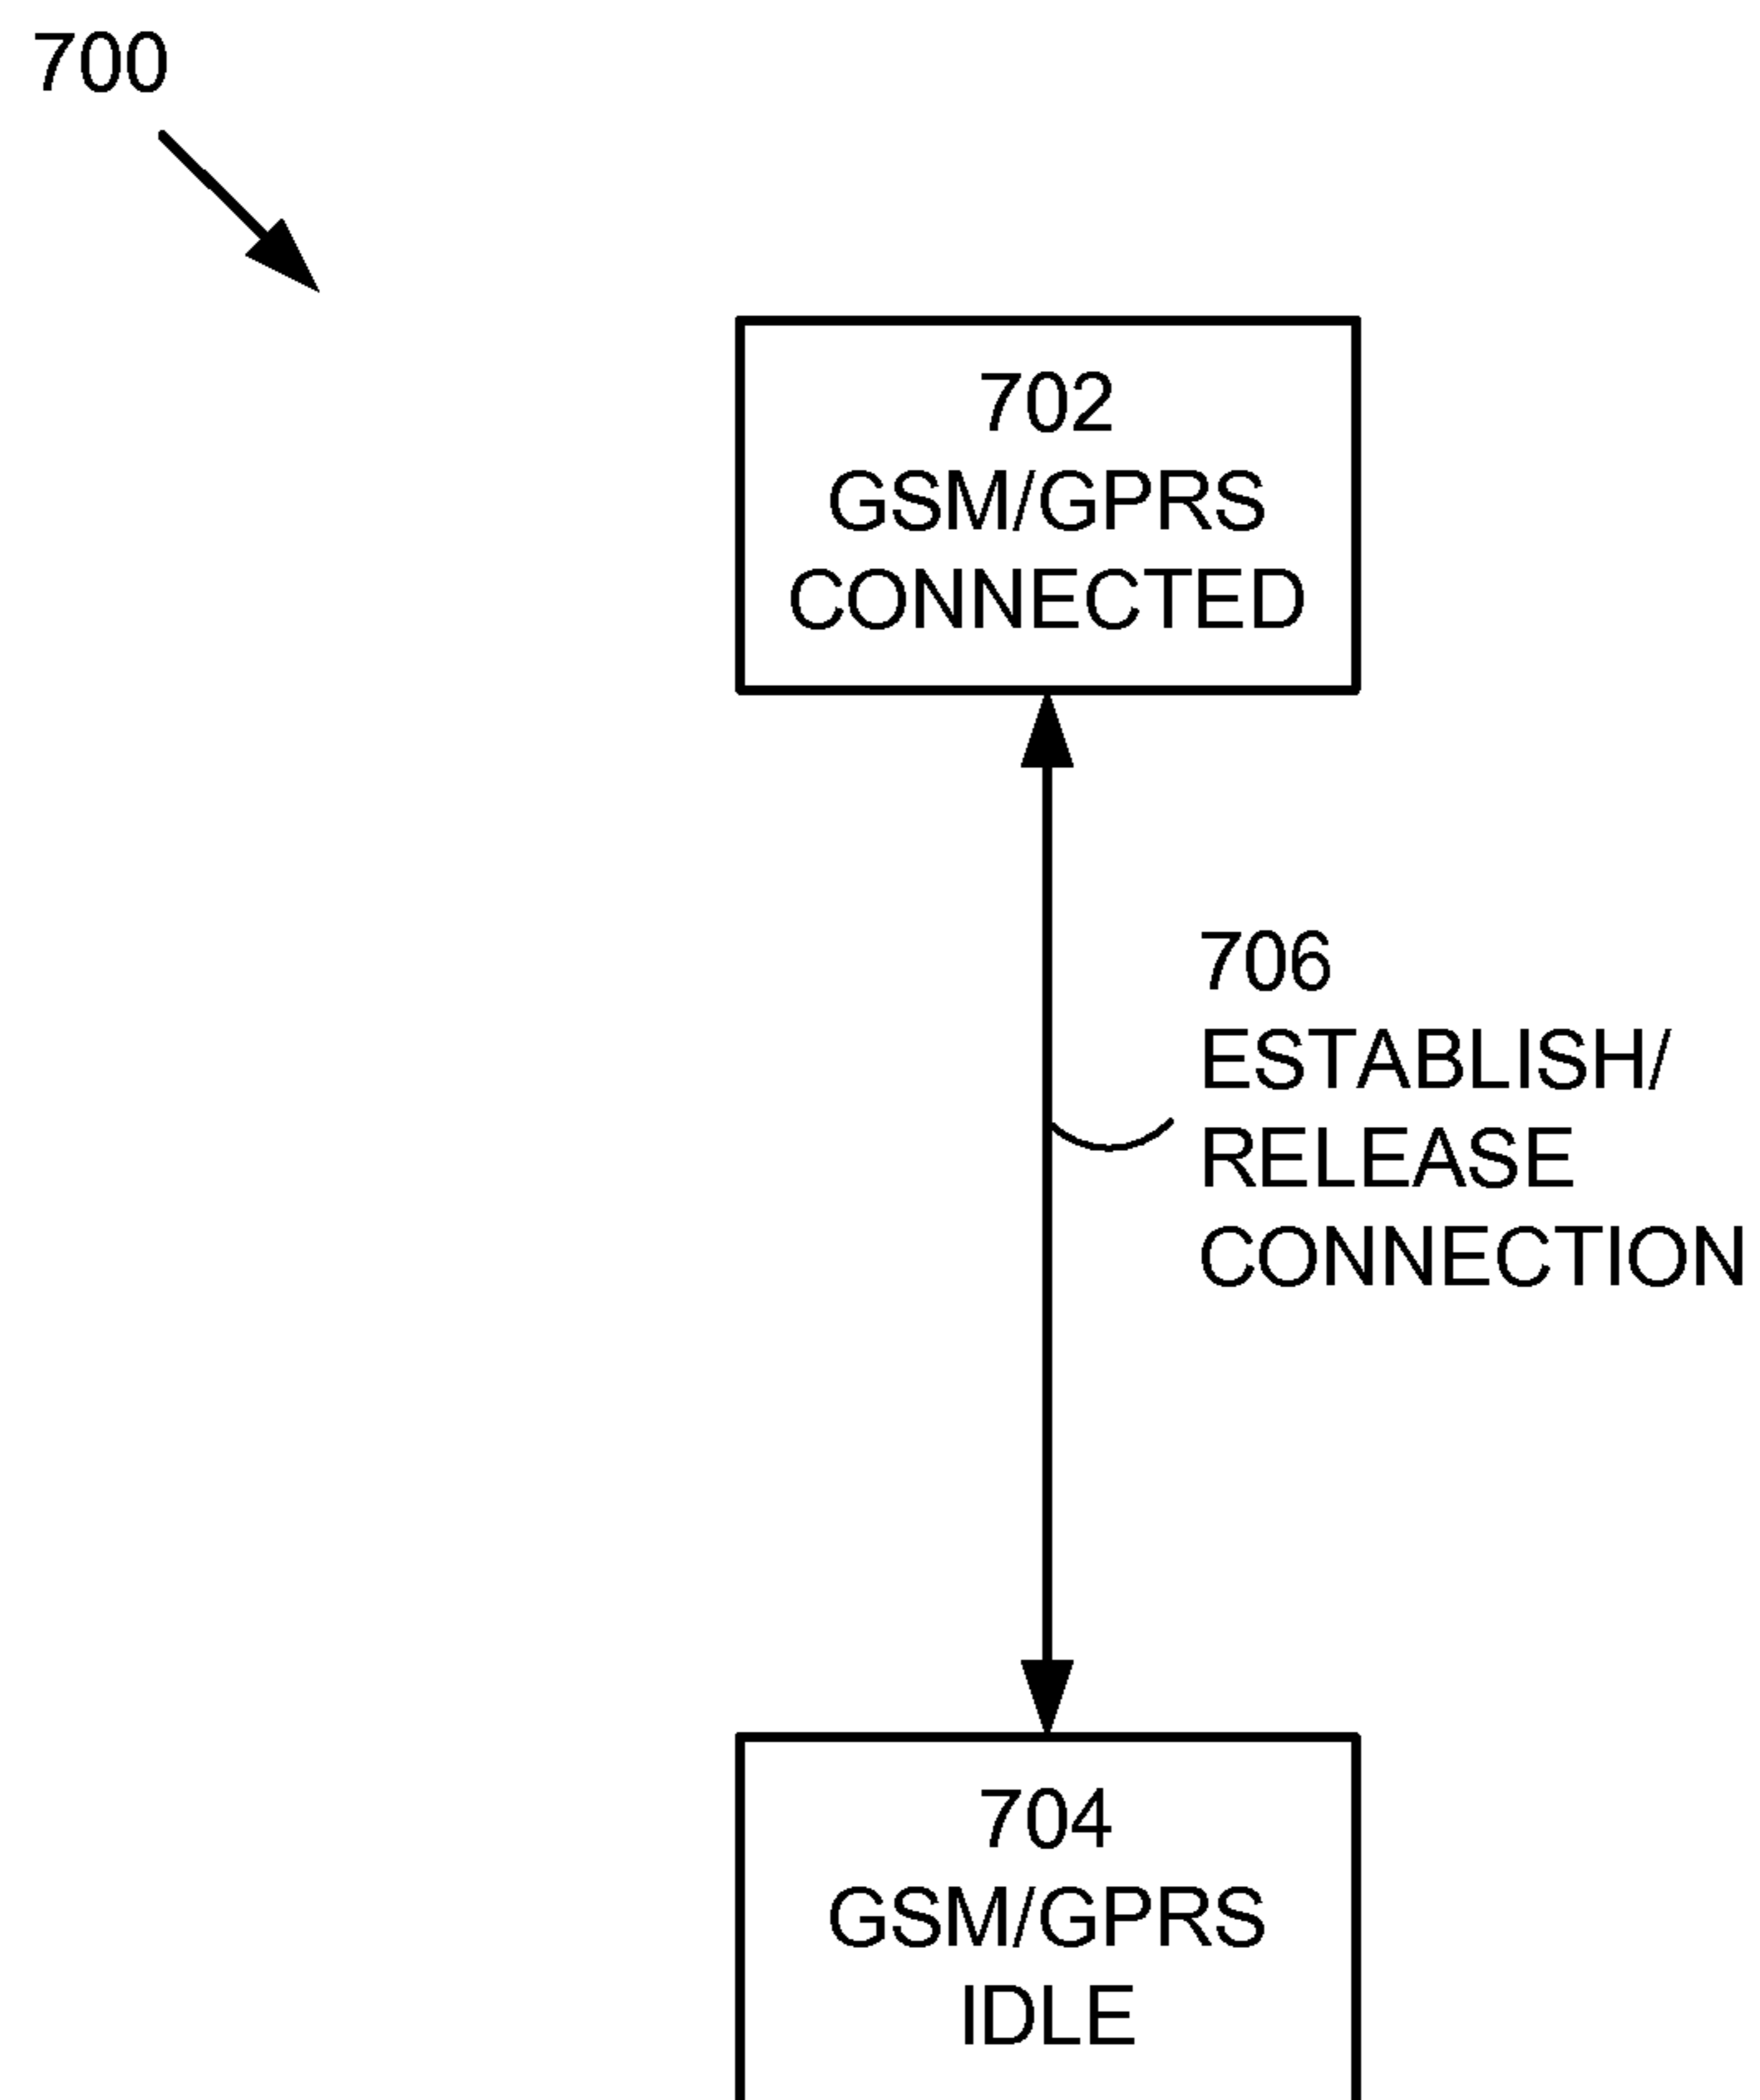 700
702
GSM/GPRS
CONNECTED
706
ESTABLISH/
RELEASE
CONNECTION
704
GSM/GPRS
IDLE